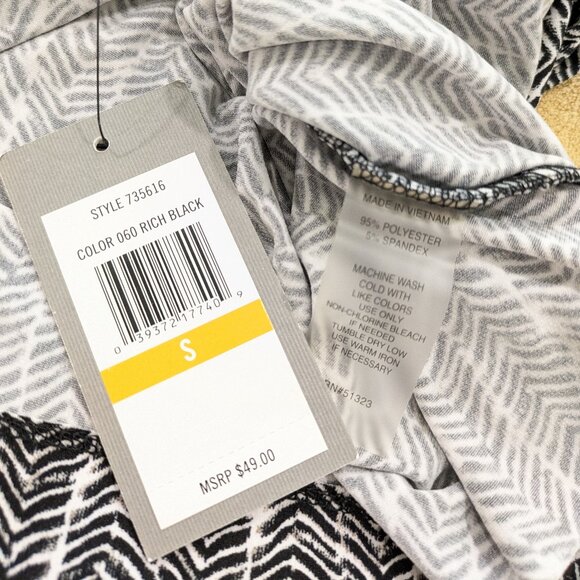 STYLE 735616
COLOR 060 RICH BLACK
0 39372 17740 9
S
MSRP $49.00
MADE IN VIETNAM
95% POLYESTER
5% SPANDEX
MACHINE WASH
COLD WITH
LIKE COLORS
USE ONLY
NON-CHLORINE BLEACH
IF NEEDED
TUMBLE DRY LOW
USE WARM IRON
IF NECESSARY
RN#51323